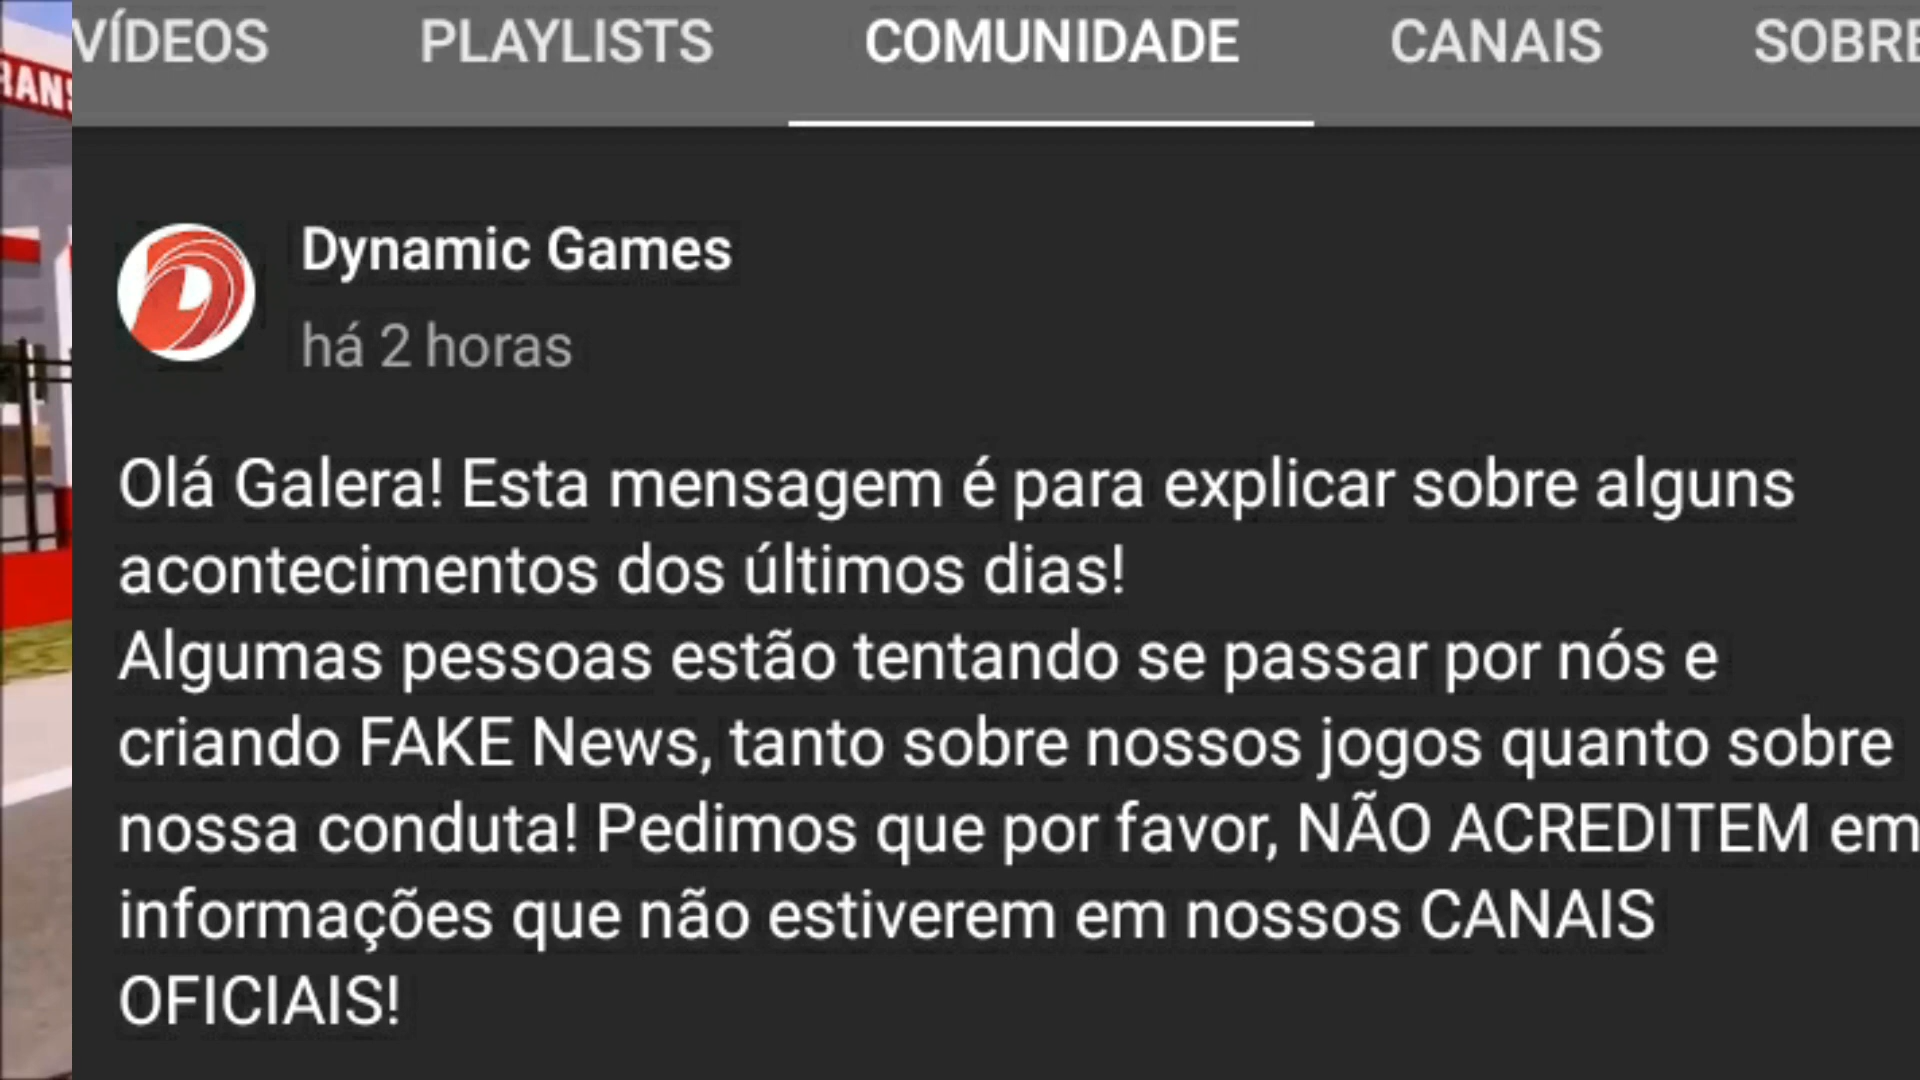 VÍDEOS PLAYLISTS COMUNIDADE CANAIS SOBRE
RANS
Dynamic Games
há 2 horas
Olá Galera! Esta mensagem é para explicar sobre alguns
acontecimentos dos últimos dias!
Algumas pessoas estão tentando se passar por nós e
criando FAKE News, tanto sobre nossos jogos quanto sobre
nossa conduta! Pedimos que por favor, NÃO ACREDITEM em
informações que não estiverem em nossos CANAIS
OFICIAIS!